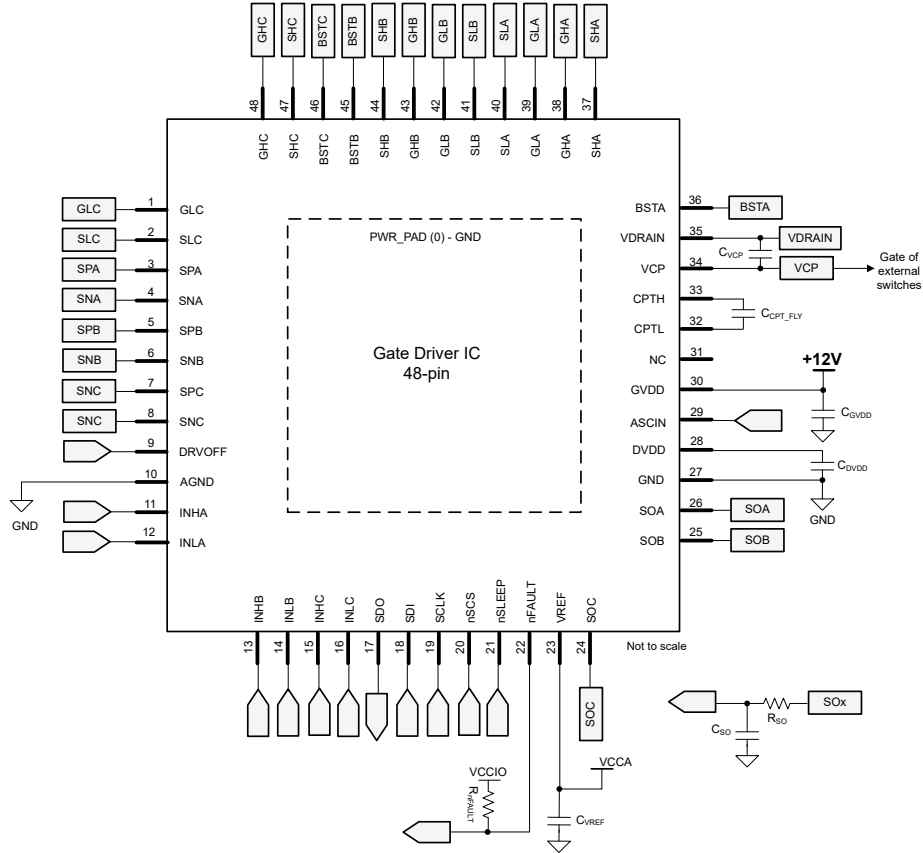 GHC
SHC
BSTC
BSTB
SHB
GHB
GLB
SLB
SLA
GLA
GHA
SHA
48
47
46
45
44
43
42
41
40
39
38
37
GHC
SHC
BSTC
BSTB
SHB
GHB
GLB
SLB
SLA
GLA
GHA
SHA
GLC 1 GLC
SLC 2 SLC
SPA 3 SPA
SNA 4 SNA
SPB 5 SPB
SNB 6 SNB
SNC 7 SPC
SNC 8 SNC
9 DRVOFF
10 AGND
GND
11 INHA
12 INLA
PWR_PAD (0) - GND
Gate Driver IC
48-pin
BSTA 36 BSTA
VDRAIN 35 VDRAIN
CVCP
VCP 34 VCP
Gate of
external
switches
CPTH 33
CCPT_FLY
CPTL 32
NC 31
+12V
GVDD 30
CGVDD
ASCIN 29
DVDD 28
CDVDD
GND 27
GND
SOA 26 SOA
SOB 25 SOB
INHB
INLB
INHC
INLC
SDO
SDI
SCLK
nSCS
nSLEEP
nFAULT
VREF
SOC
13
14
15
16
17
18
19
20
21
22
23
24
Not to scale
SOC
SOx
RSO
CSO
VCCIO
RnFAULT
VCCA
CVREF